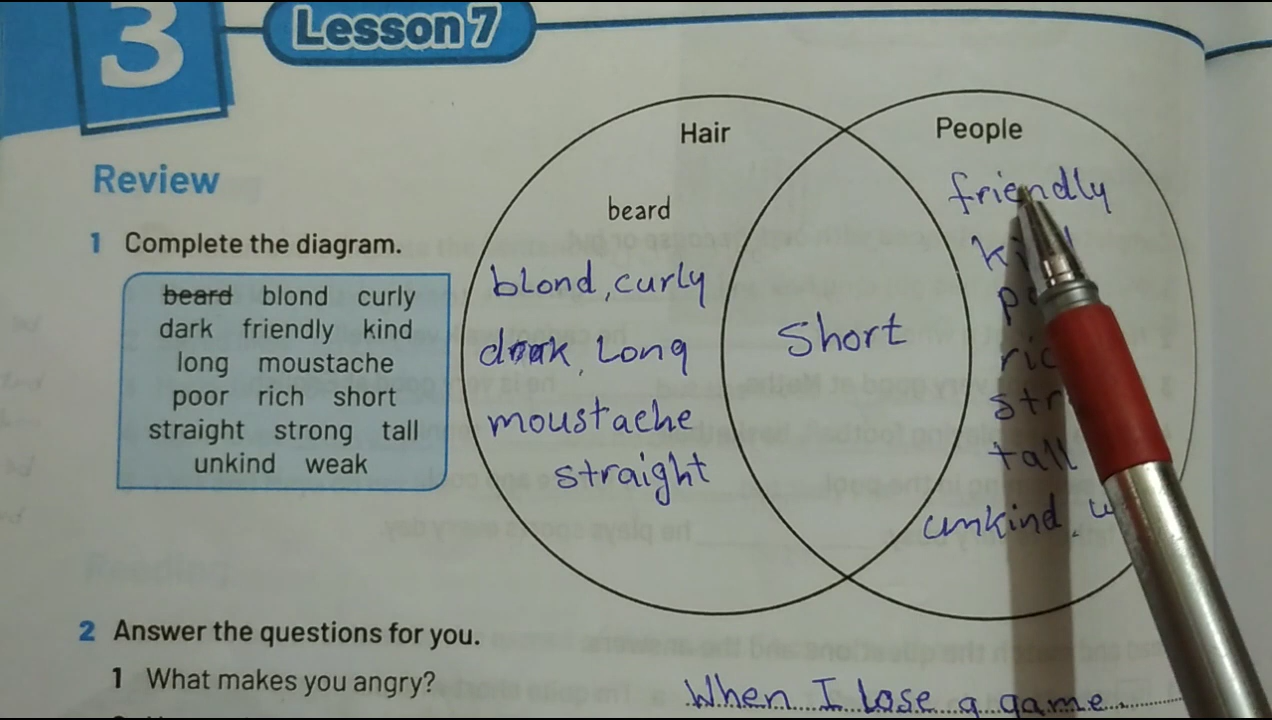 3 Lesson 7
Review
1 Complete the diagram.
beard blond curly
dark friendly kind
long moustache
poor rich short
straight strong tall
unkind weak
Hair
beard
blond, curly
dark, Long
moustache
straight
Short
People
friendly
tall
unkind,
2 Answer the questions for you.
1 What makes you angry?
When I Lose a game.